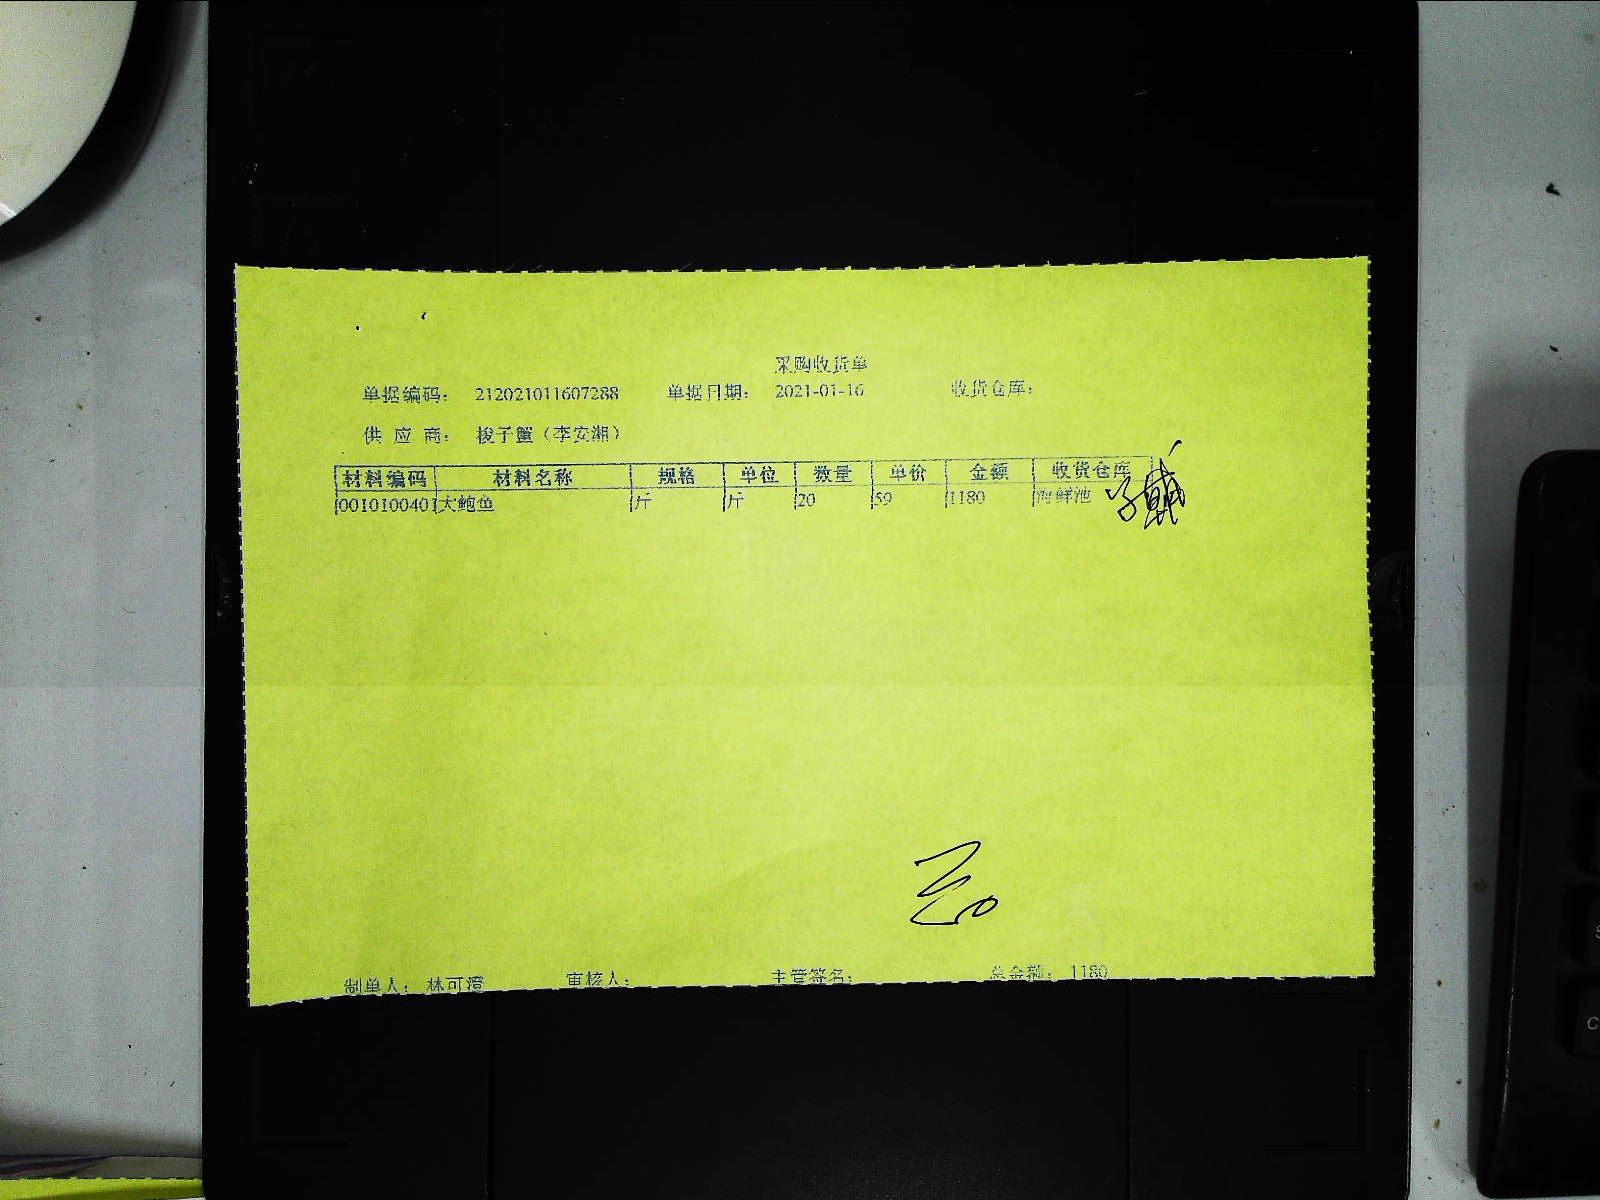 采购收货单
单据编码： 212021011607288 单据日期： 2021-01-16 收货仓库：
供应商： 梭子蟹（李安湘）
材料编码 材料名称 规格 单位 数量 单价 金额 收货仓库
0010100401 大鲍鱼 斤 斤 20 59 1180 海鲜池
制单人： 林可澄 审核人： 主管签名： 总金额： 1180